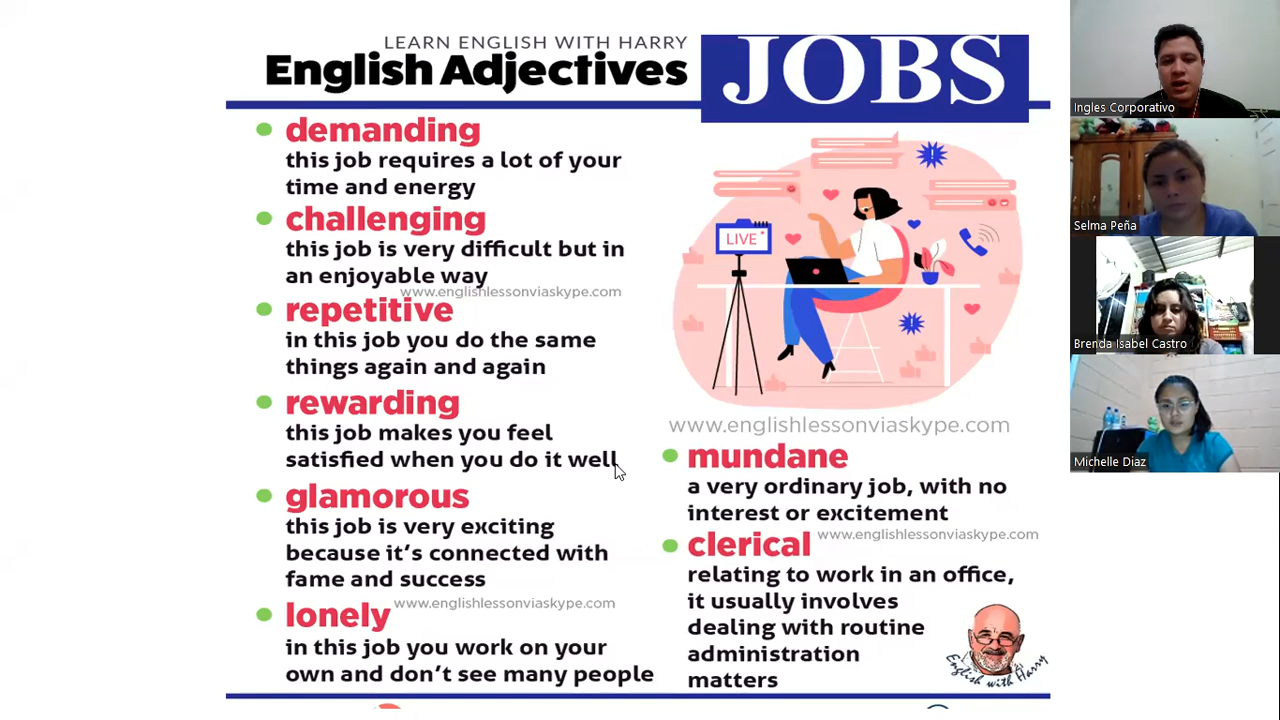 LEARN ENGLISH WITH HARRY
English Adjectives
JOBS
demanding
this job requires a lot of your
time and energy
challenging
this job is very difficult but in
an enjoyable way
www.englishlessonviaskype.com
repetitive
in this job you do the same
things again and again
rewarding
this job makes you feel
satisfied when you do it well
glamorous
this job is very exciting
because it's connected with
fame and success
www.englishlessonviaskype.com
lonely
in this job you work on your
own and don't see many people
LIVE
www.englishlessonviaskype.com
mundane
a very ordinary job, with no
interest or excitement
www.englishlessonviaskype.com
clerical
relating to work in an office,
it usually involves
dealing with routine
administration
matters
English with Harry
Ingles Corporativo
Selma Peña
Brenda Isabel Castro
Michelle Diaz